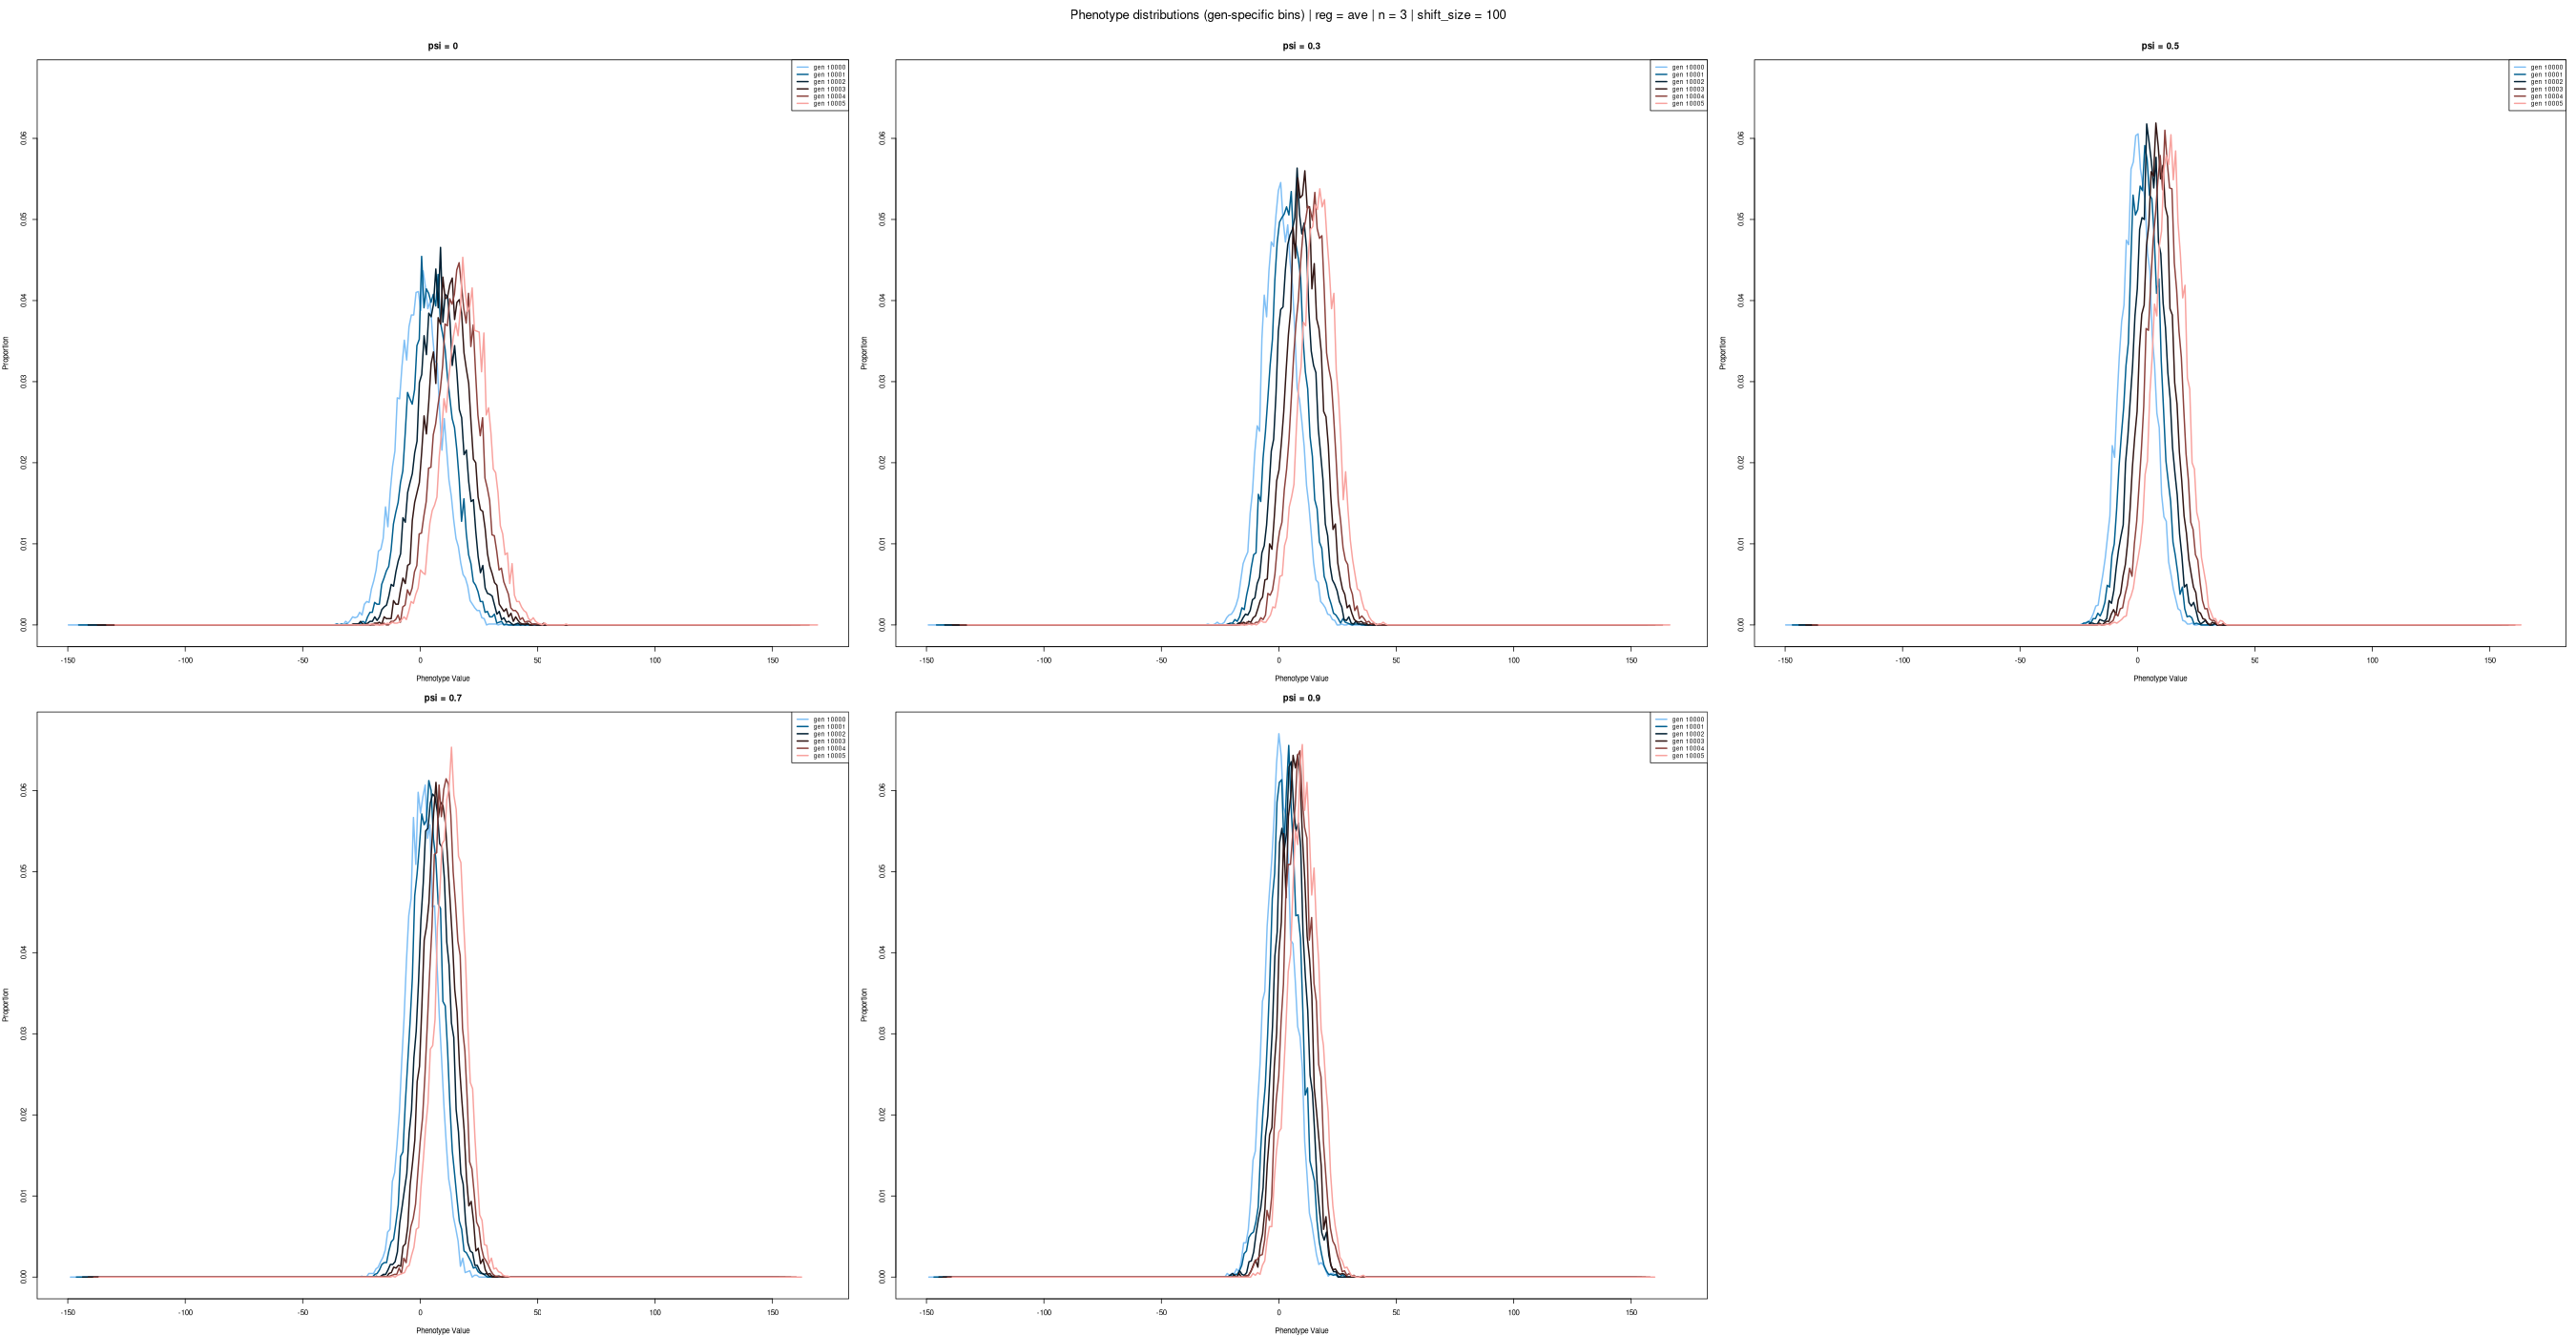 Phenotype distributions (gen-specific bins) | reg = ave | n = 3 | shift_size = 100
psi = 0
gen 10000
gen 10001
gen 10002
gen 10003
gen 10004
gen 10005
Proportion
0.06
0.05
0.04
0.03
0.02
0.01
0.00
-150 -100 -50 0 50 100 150
Phenotype Value
psi = 0.3
gen 10000
gen 10001
gen 10002
gen 10003
gen 10004
gen 10005
Proportion
0.06
0.05
0.04
0.03
0.02
0.01
0.00
-150 -100 -50 0 50 100 150
Phenotype Value
psi = 0.5
gen 10000
gen 10001
gen 10002
gen 10003
gen 10004
gen 10005
Proportion
0.06
0.05
0.04
0.03
0.02
0.01
0.00
-150 -100 -50 0 50 100 150
Phenotype Value
psi = 0.7
gen 10000
gen 10001
gen 10002
gen 10003
gen 10004
gen 10005
Proportion
0.06
0.05
0.04
0.03
0.02
0.01
0.00
-150 -100 -50 0 50 100 150
Phenotype Value
psi = 0.9
gen 10000
gen 10001
gen 10002
gen 10003
gen 10004
gen 10005
Proportion
0.06
0.05
0.04
0.03
0.02
0.01
0.00
-150 -100 -50 0 50 100 150
Phenotype Value